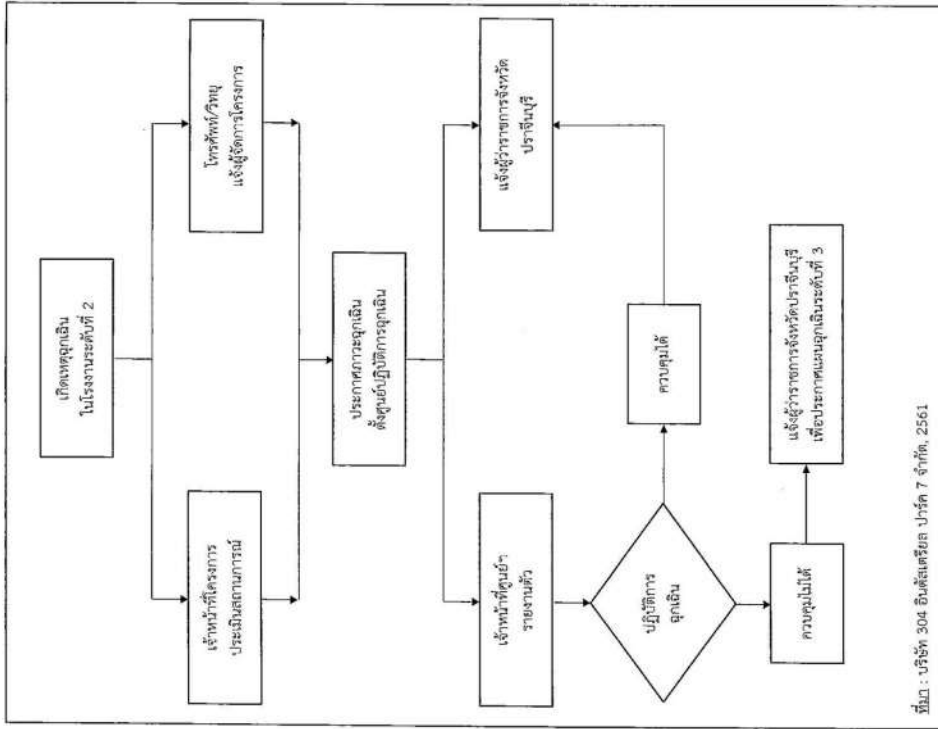 เกิดเหตุฉุกเฉิน
ในโรงงานระดับที่ 2
เจ้าหน้าที่โครงการ
ประเมินสถานการณ์
โทรศัพท์/วิทยุ
แจ้งผู้จัดการโครงการ
ประกาศภาวะฉุกเฉิน
ตั้งศูนย์ปฏิบัติการฉุกเฉิน
เจ้าหน้าที่ศูนย์ฯ
รายงานตัว
แจ้งผู้ว่าราชการจังหวัด
ปราจีนบุรี
ปฏิบัติการ
ฉุกเฉิน
ควบคุมได้
ควบคุมไม่ได้
แจ้งผู้ว่าราชการจังหวัดปราจีนบุรี
เพื่อประกาศแผนฉุกเฉินระดับที่ 3
ที่มา : บริษัท 304 อินดัสเตรียล ปาร์ค 7 จำกัด, 2561